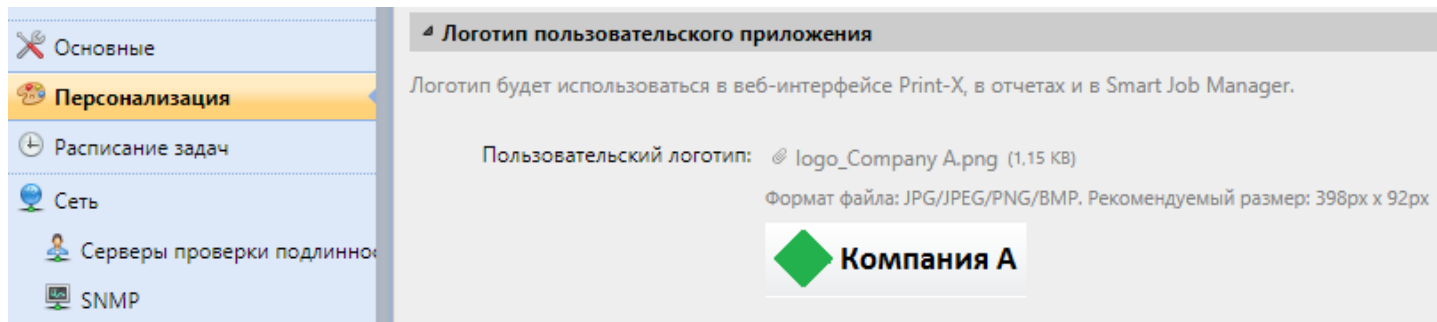 Основные
Персонализация
Расписание задач
Сеть
Серверы проверки подлинно
SNMP
Логотип пользовательского приложения
Логотип будет использоваться в веб-интерфейсе Print-X, в отчетах и в Smart Job Manager.
Пользовательский логотип: logo_Company A.png (1,15 KB)
Формат файла: JPG/JPEG/PNG/BMP. Рекомендуемый размер: 398px x 92px
Компания А